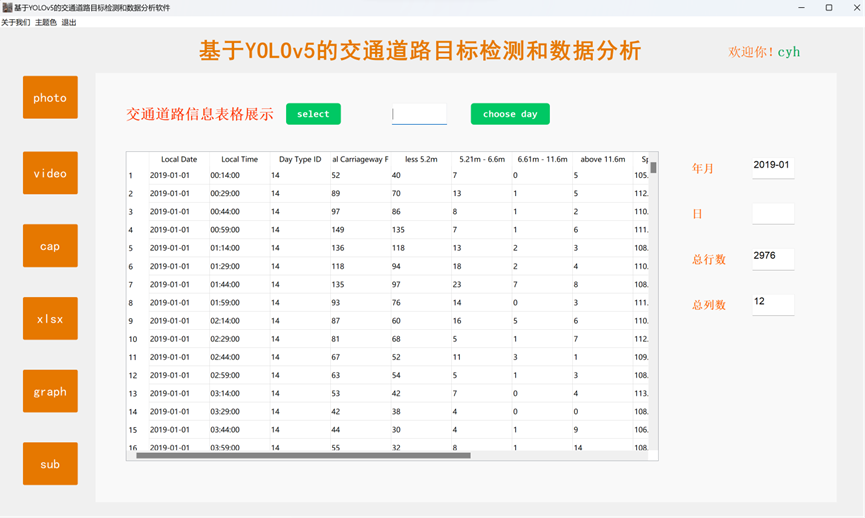 基于YOLOv5的交通道路目标检测和数据分析软件
关于我们 主题色 退出
基于YOLOv5的交通道路目标检测和数据分析
欢迎你! cyh
photo
video
cap
xlsx
graph
sub
交通道路信息表格展示 select choose day
Local Date Local Time Day Type ID al Carriageway F less 5.2m 5.21m - 6.6m 6.61m - 11.6m above 11.6m Sp
1 2019-01-01 00:14:00 14 52 40 7 0 5 105.
2 2019-01-01 00:29:00 14 89 70 13 1 5 112.
3 2019-01-01 00:44:00 14 97 86 8 1 2 110.
4 2019-01-01 00:59:00 14 149 135 7 1 6 111.
5 2019-01-01 01:14:00 14 136 118 13 2 3 108.
6 2019-01-01 01:29:00 14 118 94 18 2 4 110.
7 2019-01-01 01:44:00 14 135 97 23 7 8 108.
8 2019-01-01 01:59:00 14 93 76 14 0 3 111.
9 2019-01-01 02:14:00 14 87 60 16 5 6 110.
10 2019-01-01 02:29:00 14 81 68 5 1 7 112.
11 2019-01-01 02:44:00 14 67 52 11 3 1 109.
12 2019-01-01 02:59:00 14 63 54 5 1 3 108.
13 2019-01-01 03:14:00 14 53 42 7 0 4 113.
14 2019-01-01 03:29:00 14 42 38 4 0 0 108.
15 2019-01-01 03:44:00 14 44 30 4 1 9 106.
16 2019-01-01 03:59:00 14 55 32 8 1 14 108.
年月 2019-01
日
总行数 2976
总列数 12